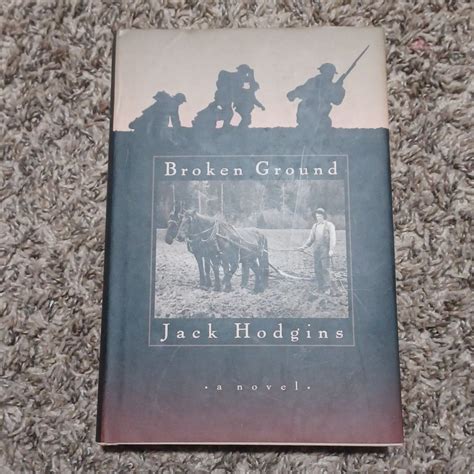 Broken Ground
Jack Hodgins
• a novel •